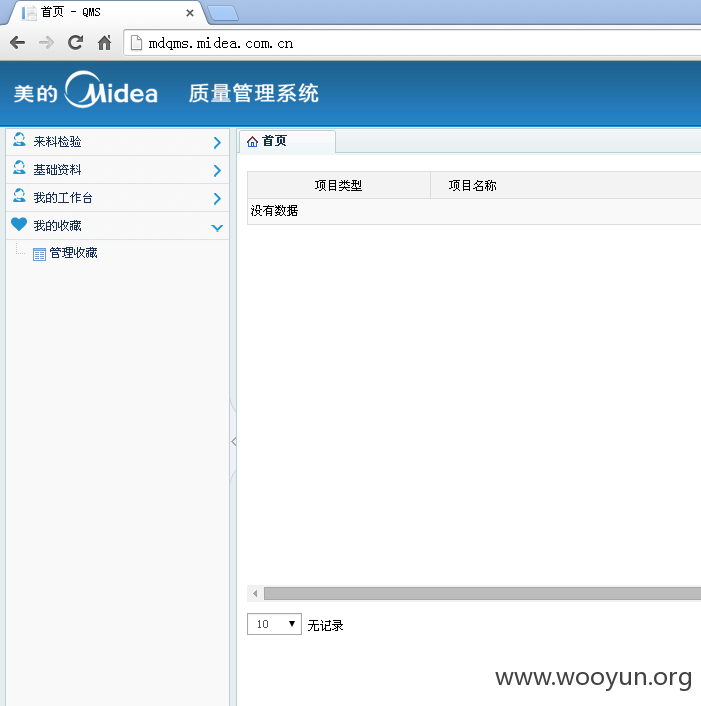 首页 - QMS
mdqms.midea.com.cn
美的 Midea 质量管理系统
来料检验
基础资料
我的工作台
我的收藏
管理收藏
首页
项目类型 项目名称
没有数据
10 无记录
www.wooyun.org